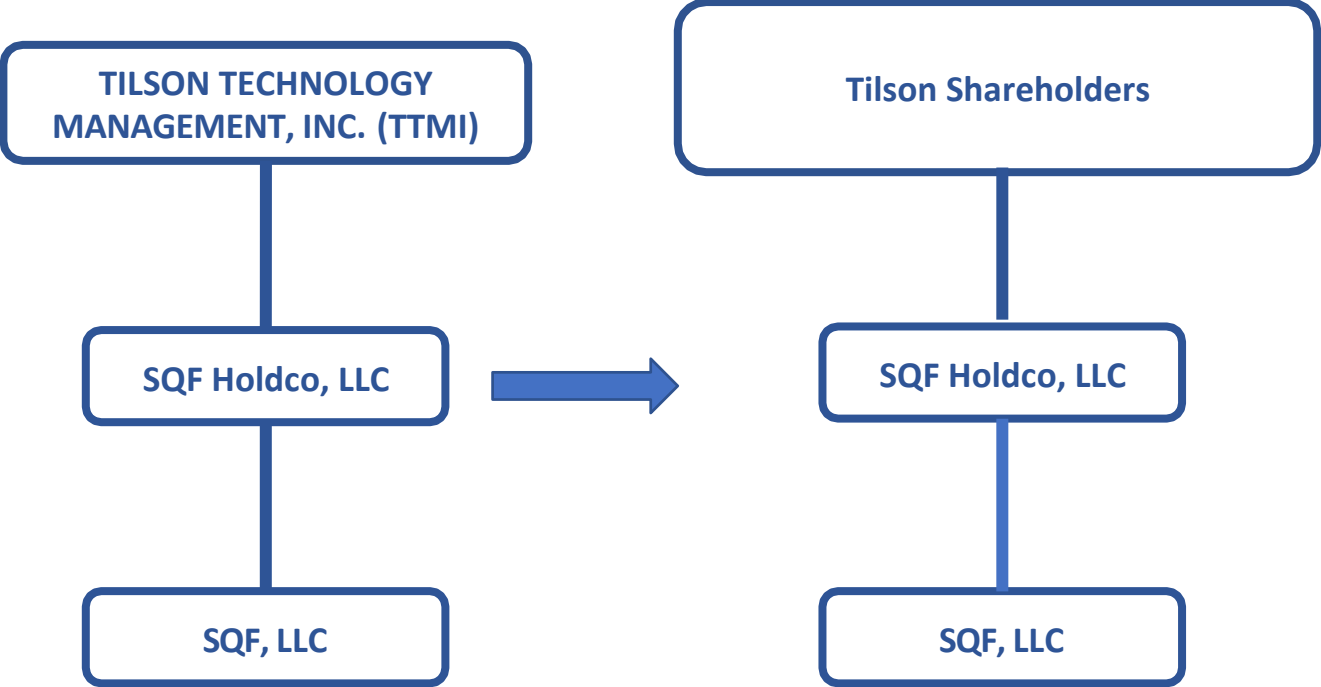 TILSON TECHNOLOGY
MANAGEMENT, INC. (TTMI)
SQF Holdco, LLC
SQF, LLC
Tilson Shareholders
SQF Holdco, LLC
SQF, LLC